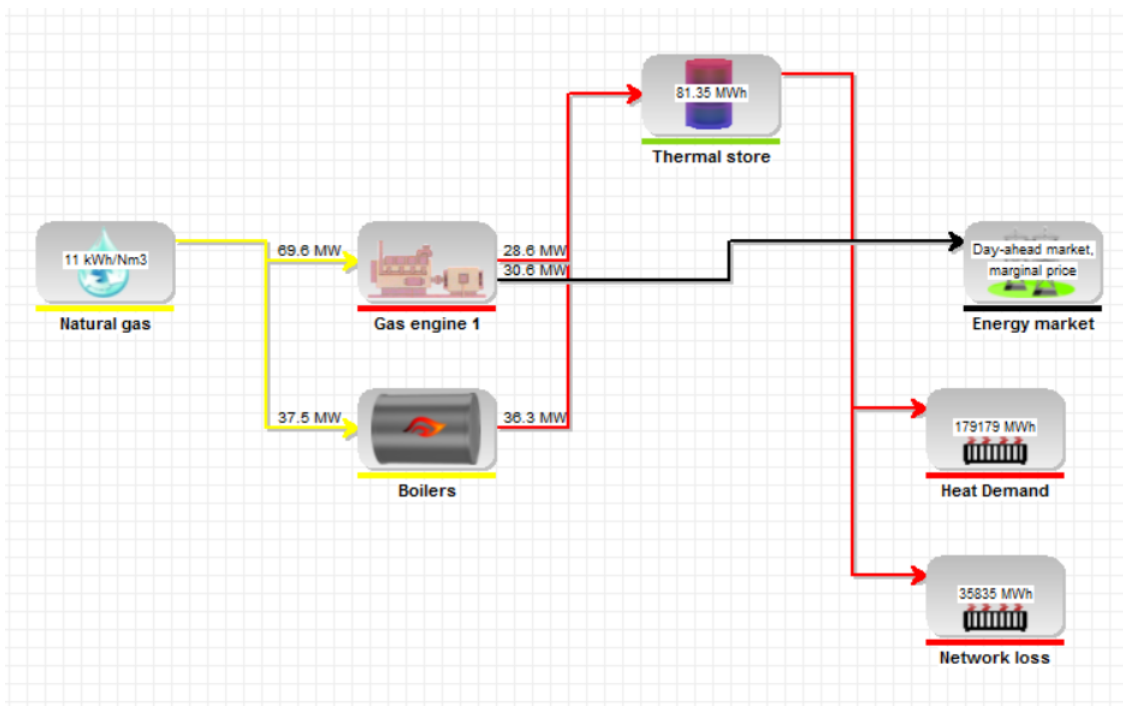 81.35 MWh
Thermal store
11 kWh/Nm3
Natural gas
69.6 MW
28.6 MW
30.6 MW
Gas engine 1
Day-ahead market,
marginal price
Energy market
37.5 MW
36.3 MW
Boilers
179179 MWh
Heat Demand
35835 MWh
Network loss